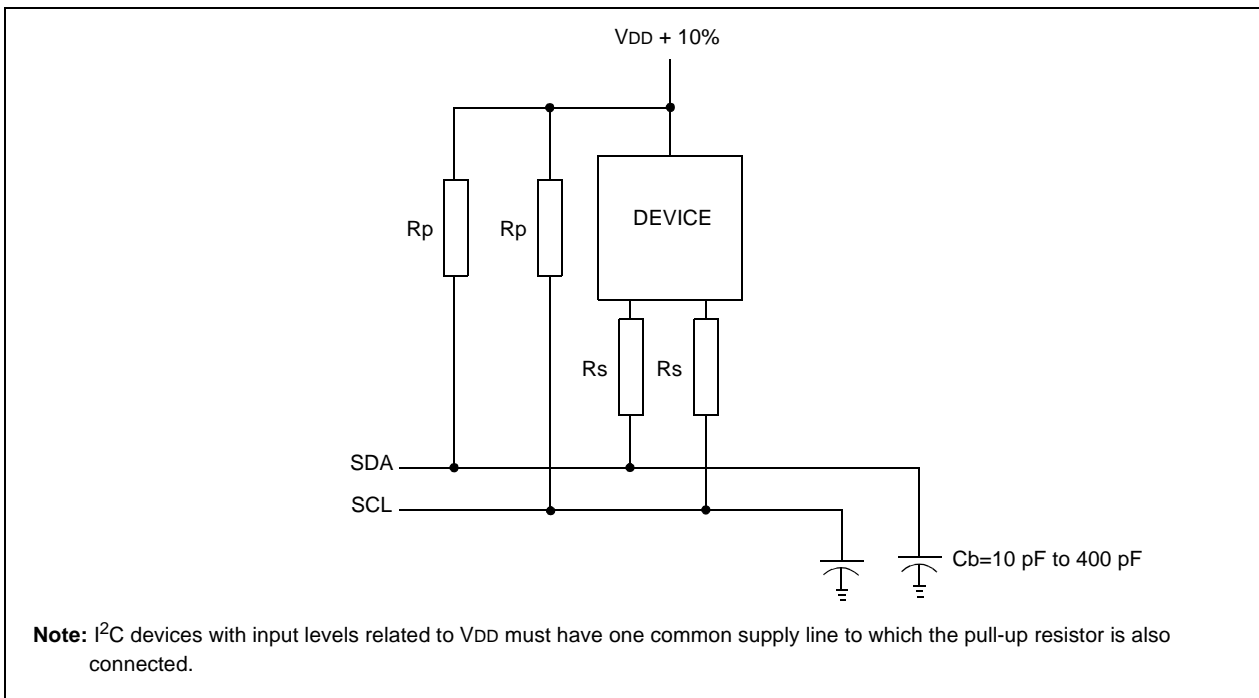 VDD + 10%
DEVICE
Rp
Rp
Rs
Rs
SDA
SCL
Cb=10 pF to 400 pF
Note: I²C devices with input levels related to VDD must have one common supply line to which the pull-up resistor is also
connected.